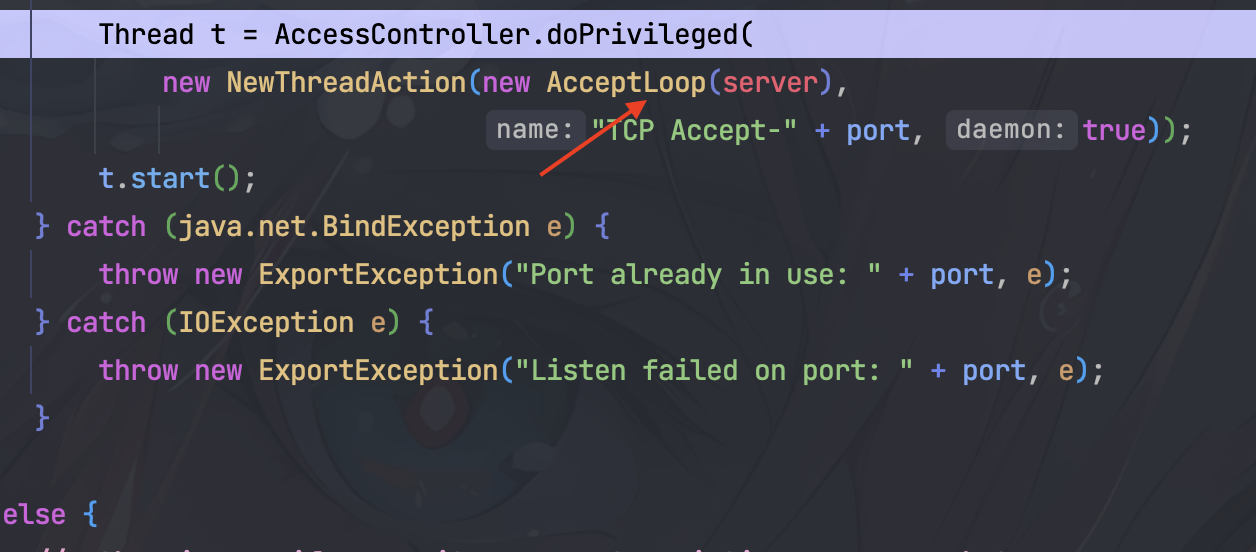 Thread t = AccessController.doPrivileged(
new NewThreadAction(new AcceptLoop(server),
name: "TCP Accept-" + port, daemon: true));
t.start();
} catch (java.net.BindException e) {
throw new ExportException("Port already in use: " + port, e);
} catch (IOException e) {
throw new ExportException("Listen failed on port: " + port, e);
}
else {
//